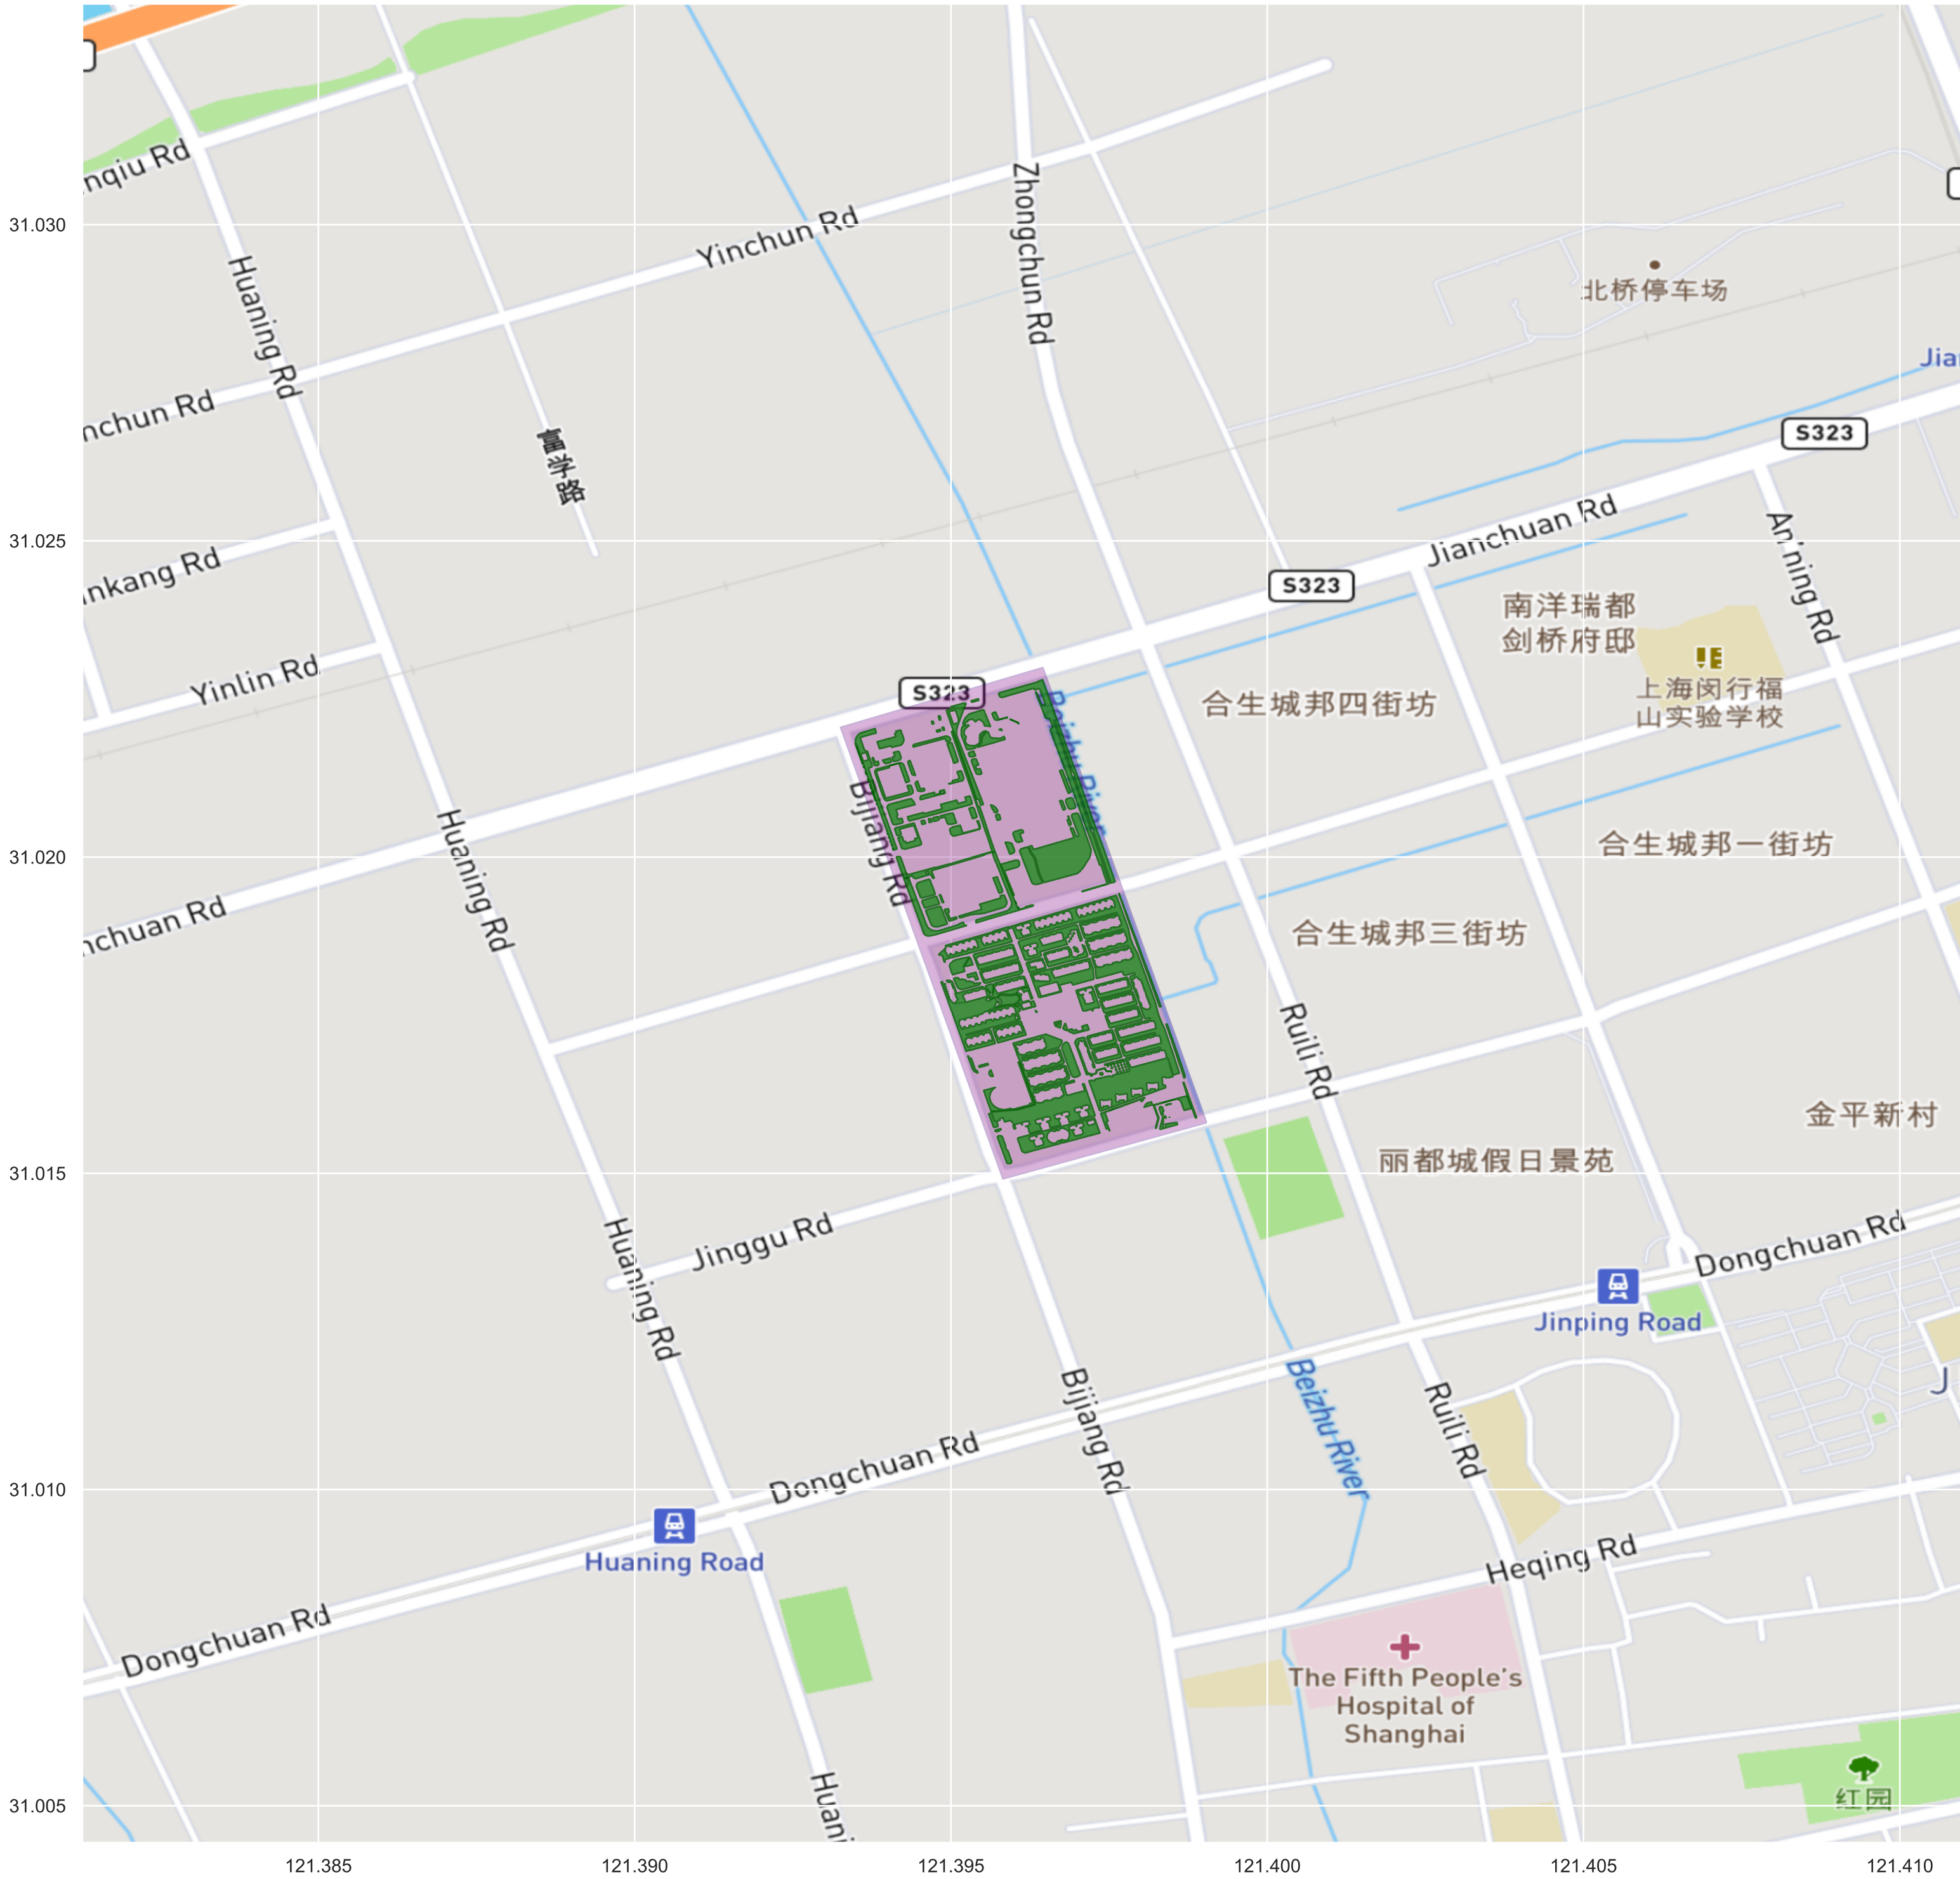 nqiu Rd
Yinchun Rd
Zhongchun Rd
31.030
Huaning Rd
北桥停车场
Jian
nchun Rd
S323
富学路
Jianchuan Rd
An'ning Rd
31.025
S323
nkang Rd
南洋瑞都
剑桥府邸
Yinlin Rd
上海闵行福
山实验学校
S323
合生城邦四街坊
Beizhu River
Bijiang Rd
Huaning Rd
合生城邦一街坊
31.020
nchuan Rd
合生城邦三街坊
Ruili Rd
金平新村
丽都城假日景苑
31.015
Jinggu Rd
Dongchuan Rd
Huaning Rd
Jinping Road
Beizhu River
Bijiang Rd
Ruili Rd
J
Dongchuan Rd
31.010
Huaning Road
Heqing Rd
Dongchuan Rd
The Fifth People's
Hospital of
Shanghai
红园
31.005
Huani
121.385
121.390
121.395
121.400
121.405
121.410